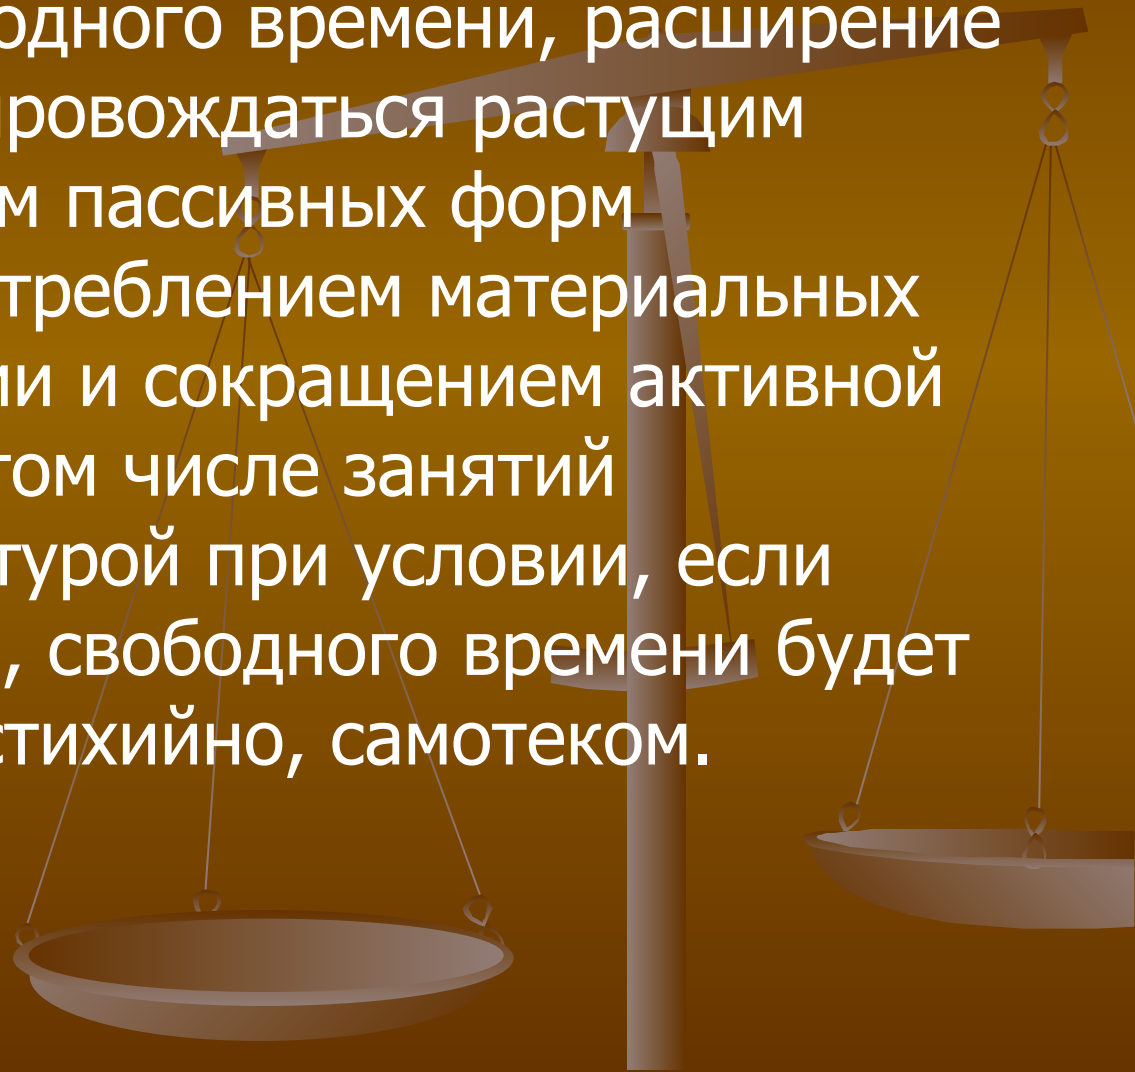 одного времени, расширение
провождаться растущим
м пассивных форм
треблением материальных
ии и сокращением активной
том числе занятий
турой при условии, если
, свободного времени будет
стихийно, самотеком.